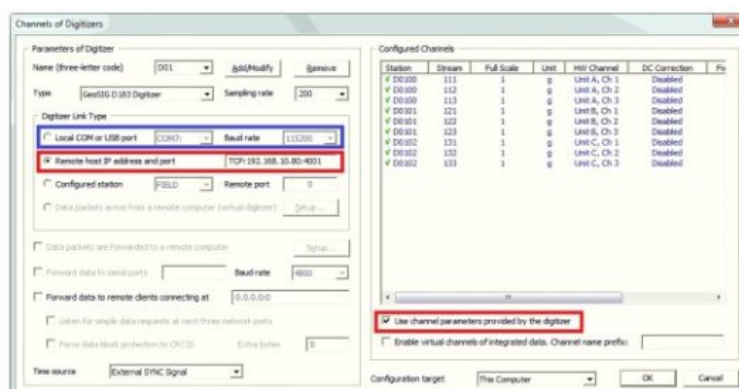 Channels of Digitizers
Parameters of Digitizer
Name (three-letter code) D01 Add/Modify Remove
Type GeoSIG D183 Digitizer Sampling rate 200
Digitizer Link Type
Local COM or USB port COM7: Baud rate 115200
Remote host IP address and port TCP:192.168.10.80:4001
Configured station FIELD Remote port 0
Data packets arrive from a remote computer (virtual digitizer) Setup...
Data packets are forwarded to a remote computer Setup...
Forward data to serial ports Baud rate 4800
Forward data to remote clients connecting at 0.0.0.0:0
Listen for single data requests at next three network ports
Force data block protection to CRC32 Extra bytes 0
Time source External SYNC Signal
Configured Channels
Station Stream Full Scale Unit HW Channel DC Correction
D0100 111 1 g Unit A, Ch 1 Disabled
D0100 112 1 g Unit A, Ch 2 Disabled
D0100 113 1 g Unit A, Ch 3 Disabled
D0101 121 1 g Unit B, Ch 1 Disabled
D0101 122 1 g Unit B, Ch 2 Disabled
D0101 123 1 g Unit B, Ch 3 Disabled
D0102 131 1 g Unit C, Ch 1 Disabled
D0102 132 1 g Unit C, Ch 2 Disabled
D0102 133 1 g Unit C, Ch 3 Disabled
Use channel parameters provided by the digitizer
Enable virtual channels of integrated data. Channel name prefix:
Configuration target This Computer OK Cancel